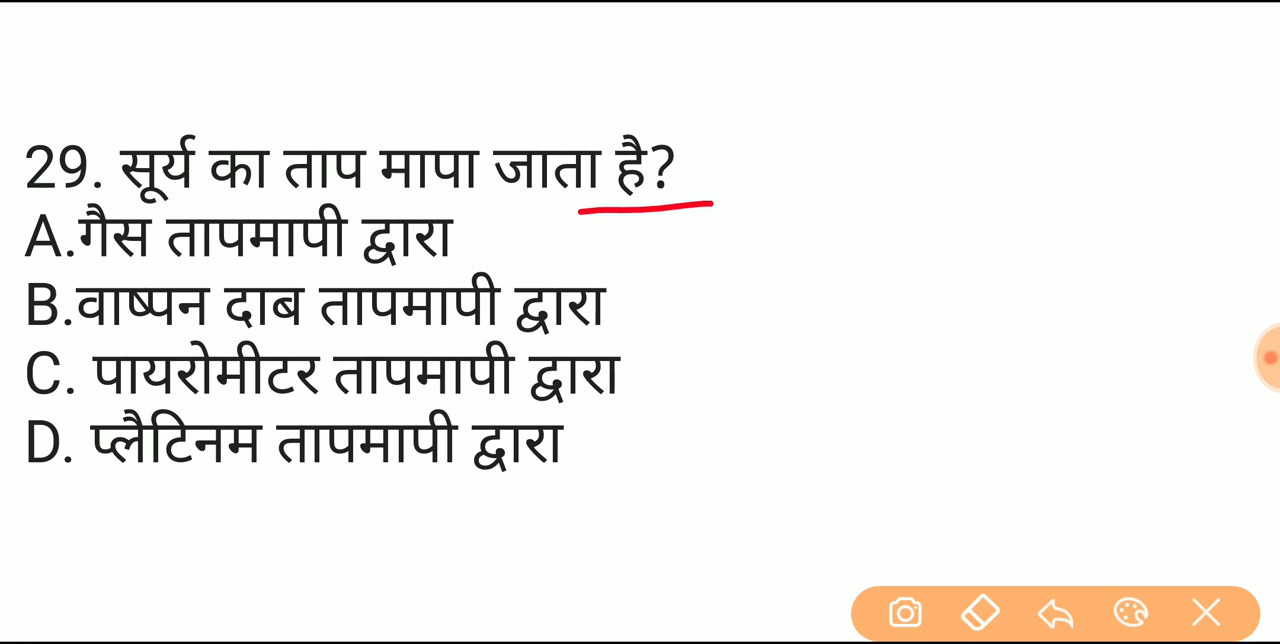 29. सूर्य का ताप मापा जाता है?
A.गैस तापमापी द्वारा
B.वाष्पन दाब तापमापी द्वारा
C. पायरोमीटर तापमापी द्वारा
D. प्लैटिनम तापमापी द्वारा